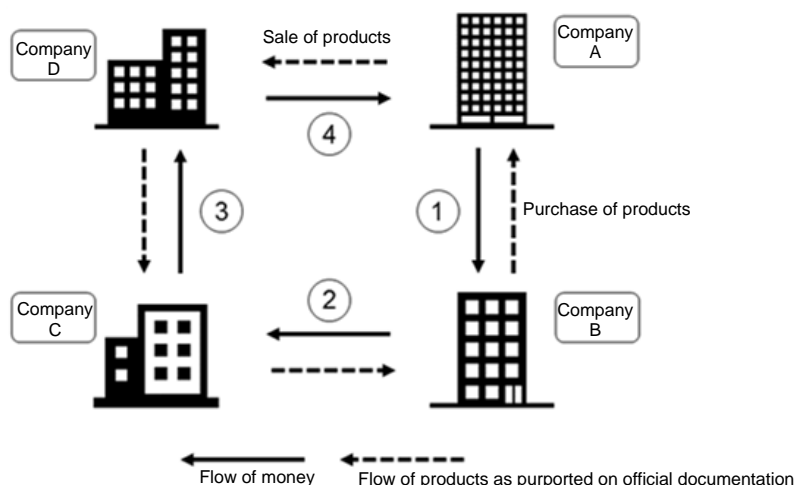 Company
D
Sale of products
Company
A
4
3
1
Purchase of products
Company
C
2
Company
B
Flow of money
Flow of products as purported on official documentation